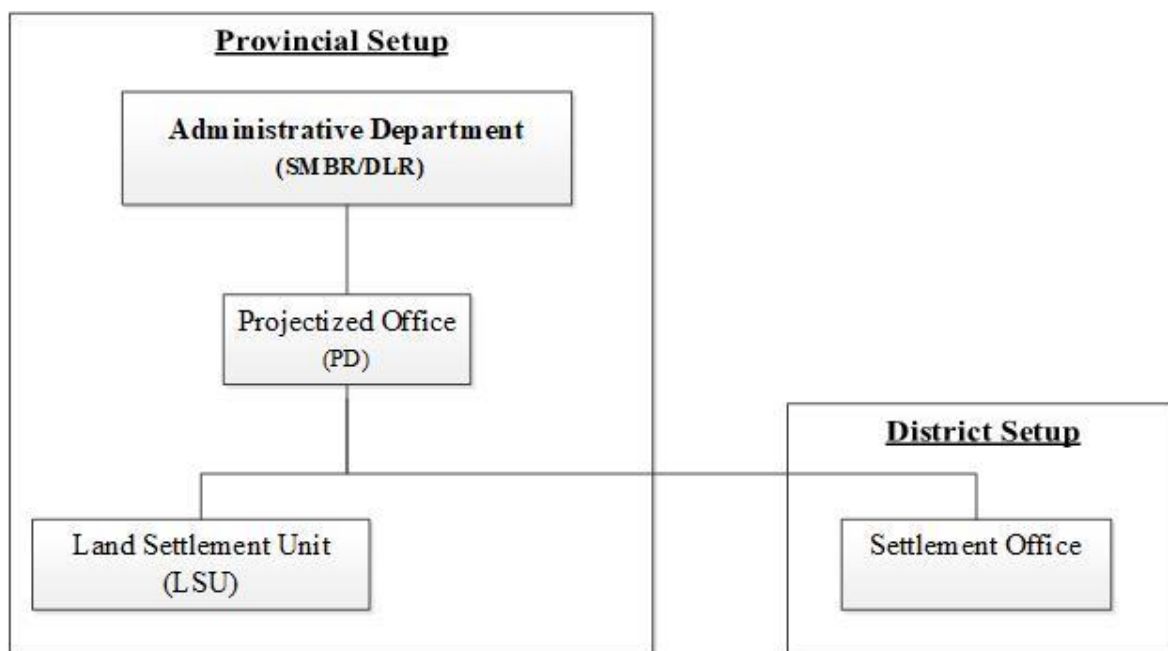 Provincial Setup
Administrative Department
(SMBR/DLR)
Projectized Office
(PD)
Land Settlement Unit
(LSU)
District Setup
Settlement Office